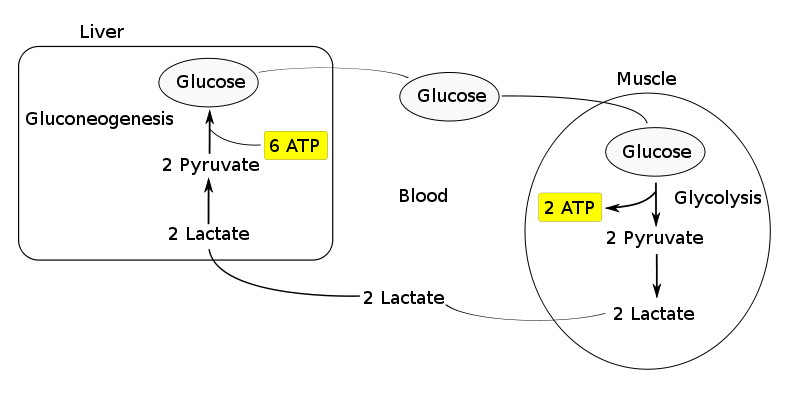 Liver
Glucose
Gluconeogenesis
6 ATP
2 Pyruvate
2 Lactate
Glucose
Blood
2 Lactate
Muscle
Glucose
Glycolysis
2 ATP
2 Pyruvate
2 Lactate